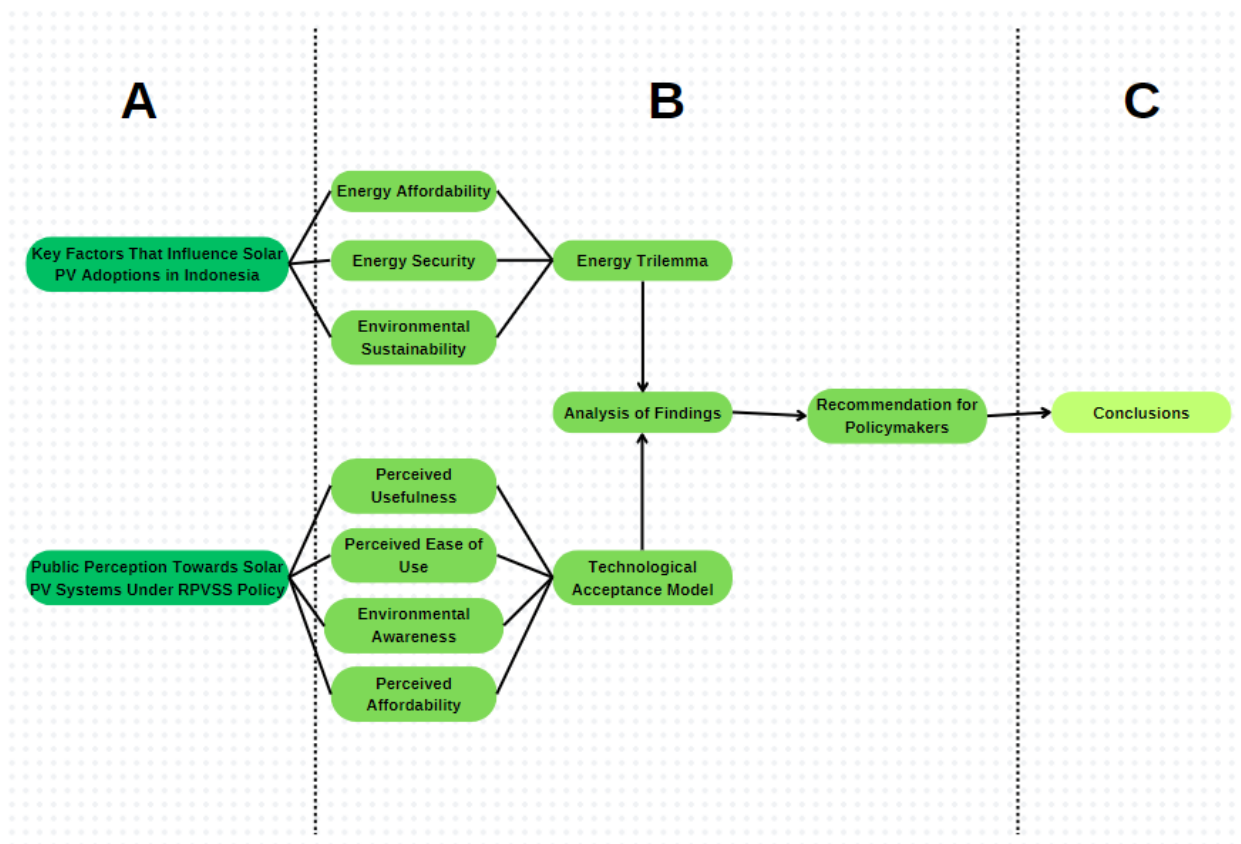 A
B
C
Key Factors That Influence Solar
PV Adoptions in Indonesia
Energy Affordability
Energy Security
Environmental
Sustainability
Energy Trilemma
Analysis of Findings
Recommendation for
Policymakers
Conclusions
Public Perception Towards Solar
PV Systems Under RPVSS Policy
Perceived
Usefulness
Perceived Ease of
Use
Environmental
Awareness
Perceived
Affordability
Technological
Acceptance Model